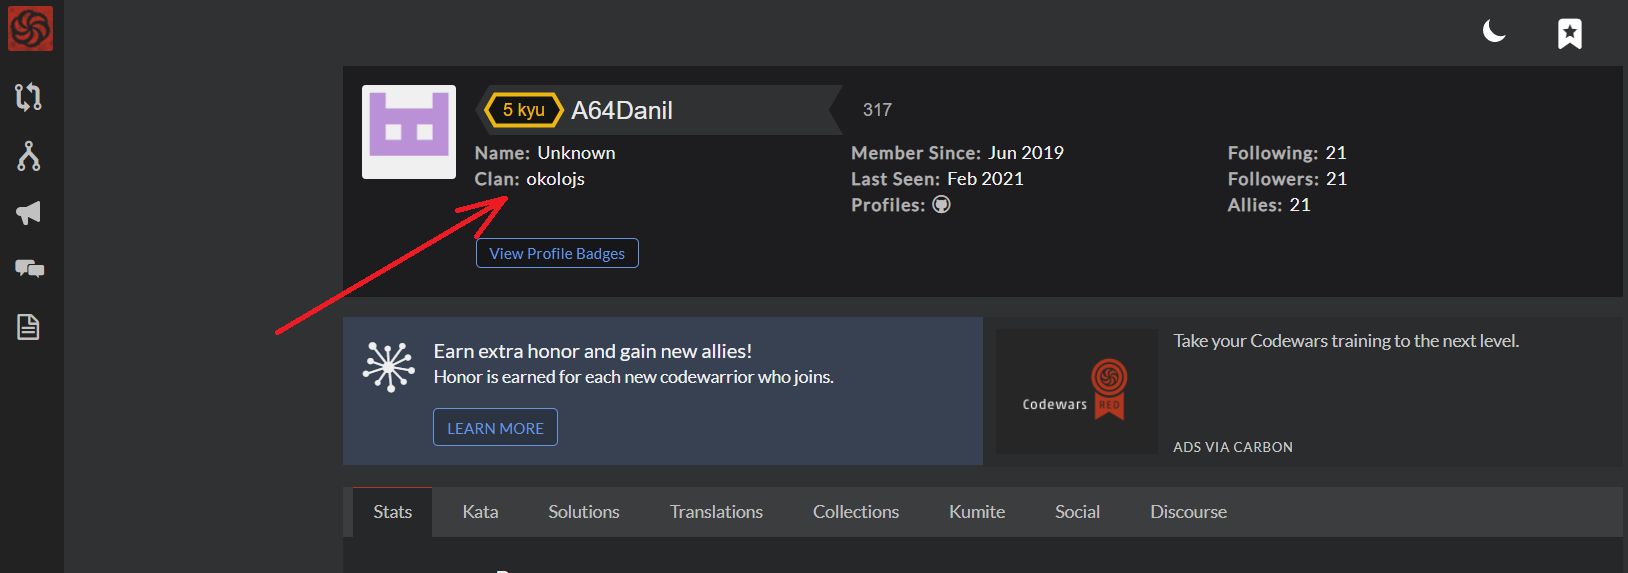 5 kyu A64Danil 317
Name: Unknown Member Since: Jun 2019 Following: 21
Clan: okolojs Last Seen: Feb 2021 Followers: 21
Profiles: Allies: 21
View Profile Badges
Earn extra honor and gain new allies!
Honor is earned for each new codewarrior who joins.
LEARN MORE
Take your Codewars training to the next level.
Codewars RED
ADS VIA CARBON
Stats Kata Solutions Translations Collections Kumite Social Discourse